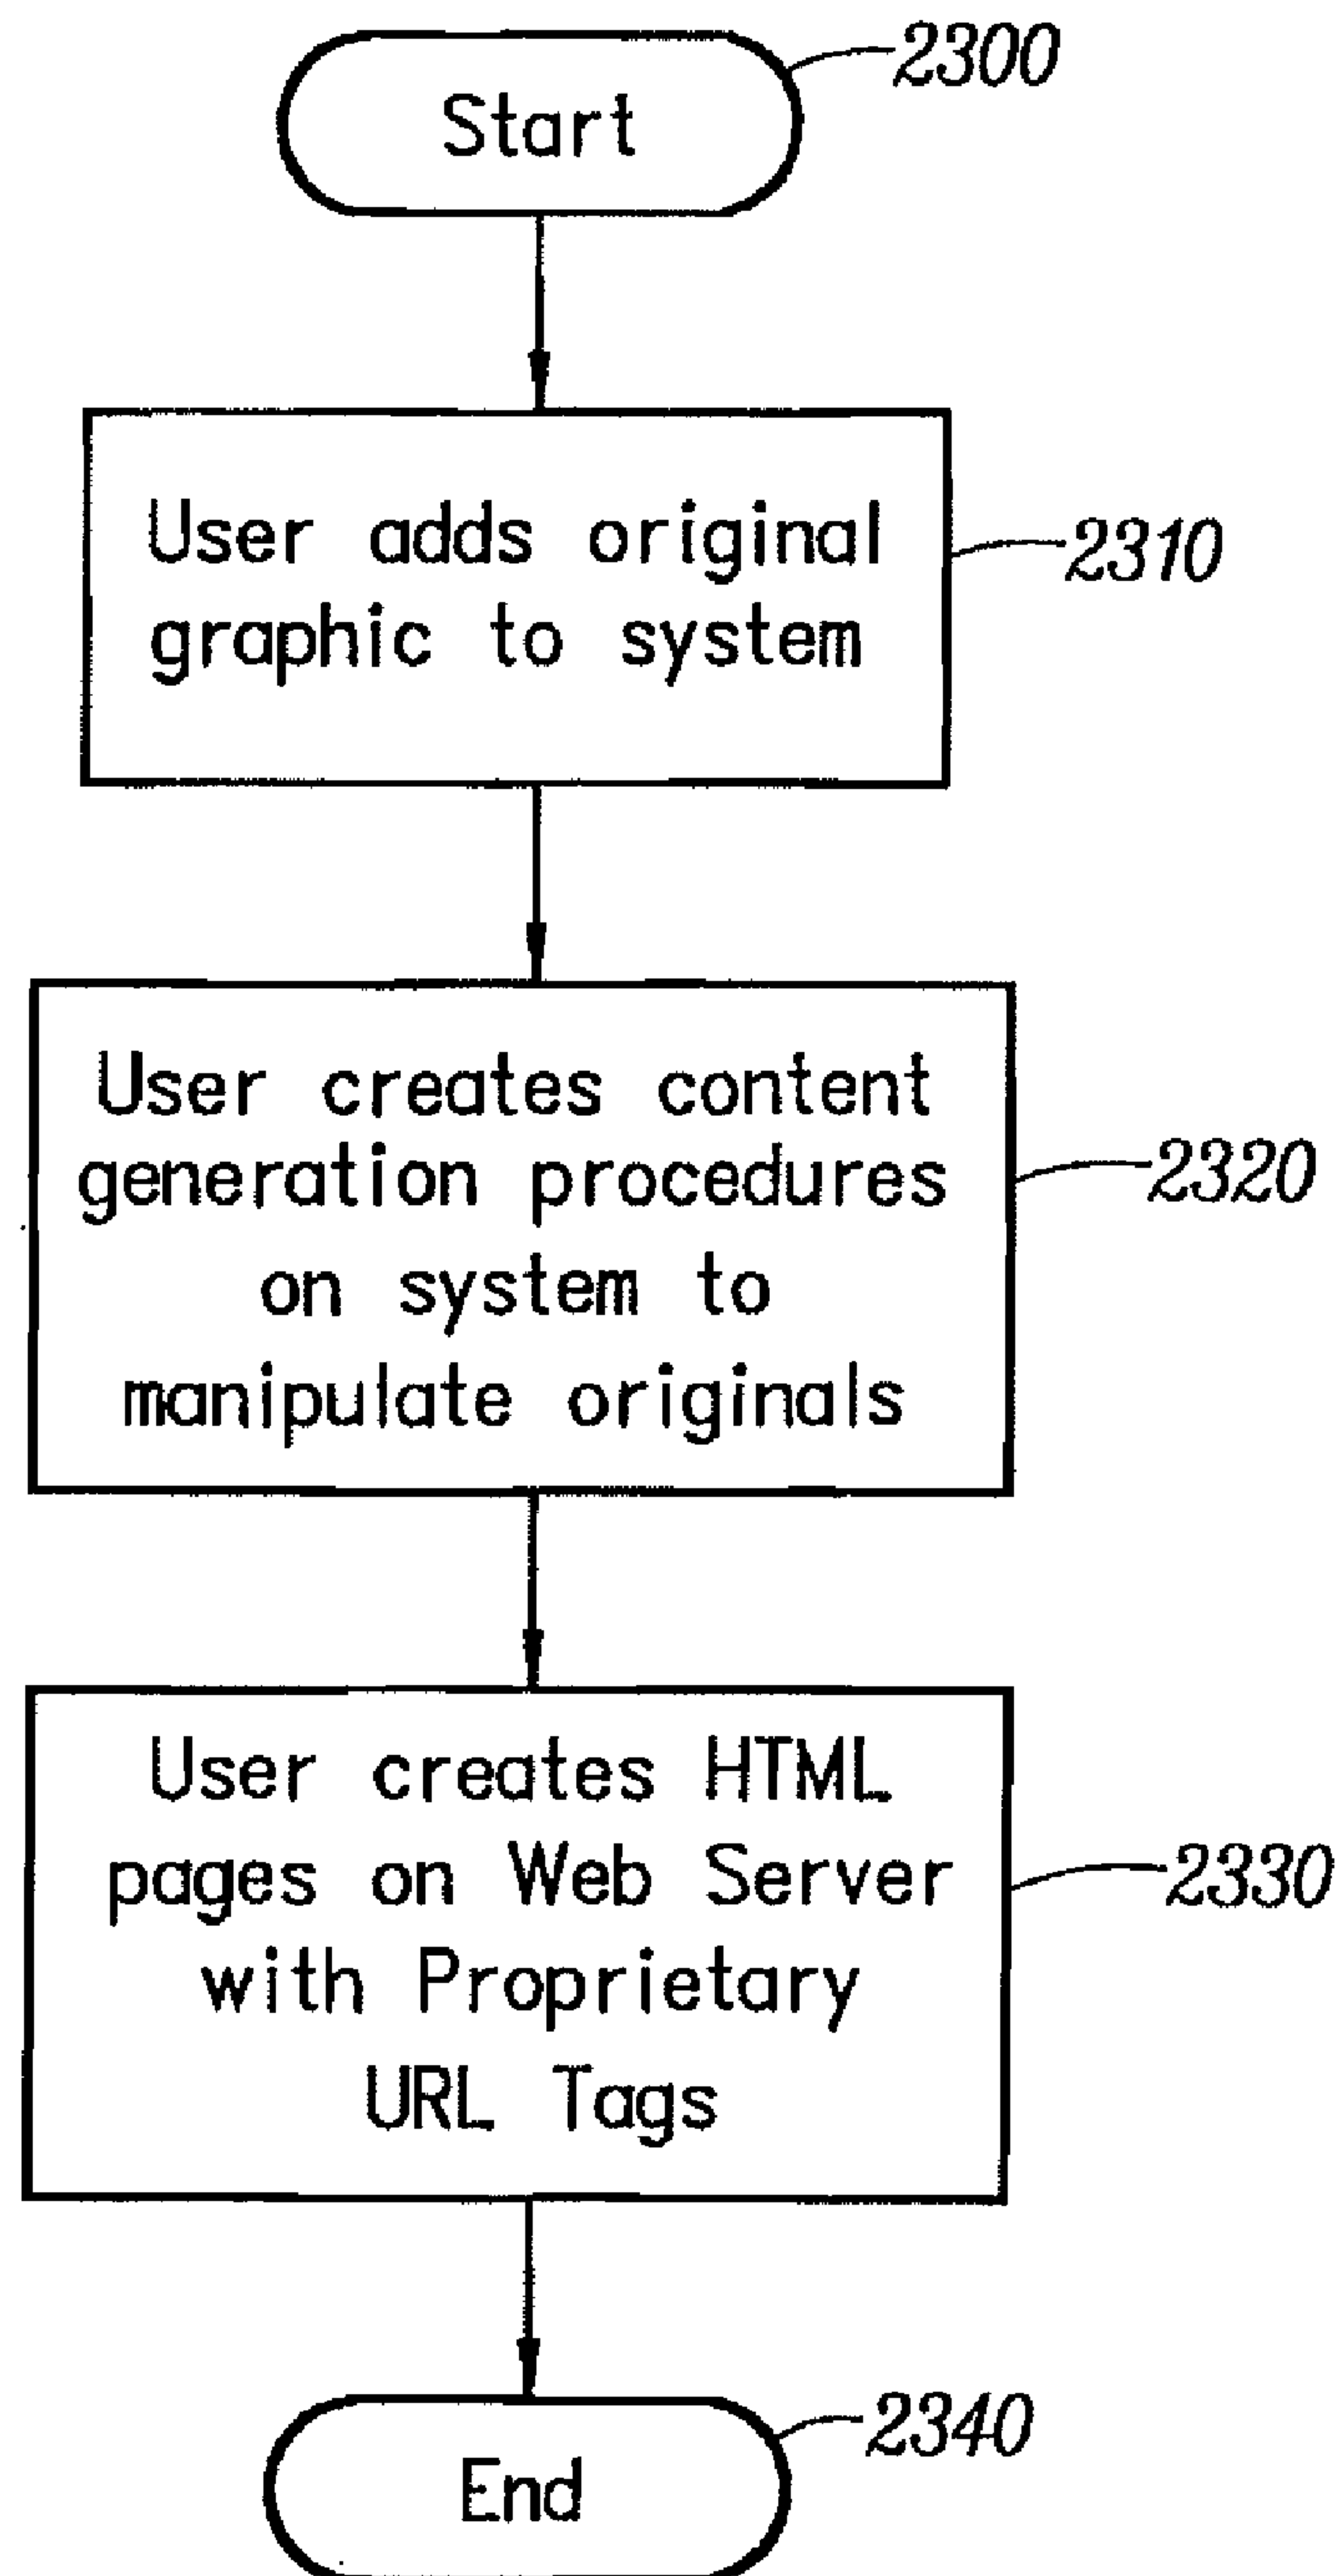 Start
2300
User adds original
graphic to system
2310
User creates content
generation procedures
on system to
manipulate originals
2320
User creates HTML
pages on Web Server
with Proprietary
URL Tags
2330
End
2340